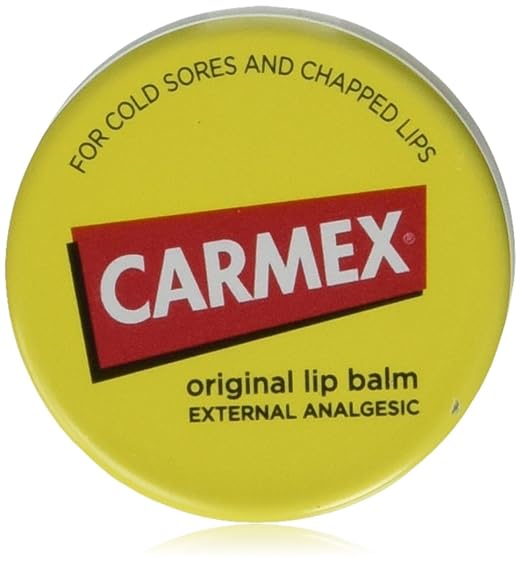 FOR COLD SORES AND CHAPPED LIPS
CARMEX®
original lip balm
EXTERNAL ANALGESIC